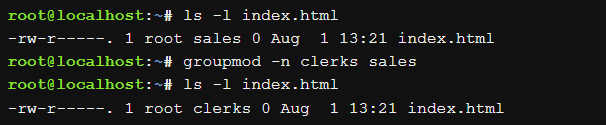 root@localhost:~# ls -l index.html
-rw-r-----. 1 root sales 0 Aug  1 13:21 index.html
root@localhost:~# groupmod -n clerks sales
root@localhost:~# ls -l index.html
-rw-r-----. 1 root clerks 0 Aug  1 13:21 index.html